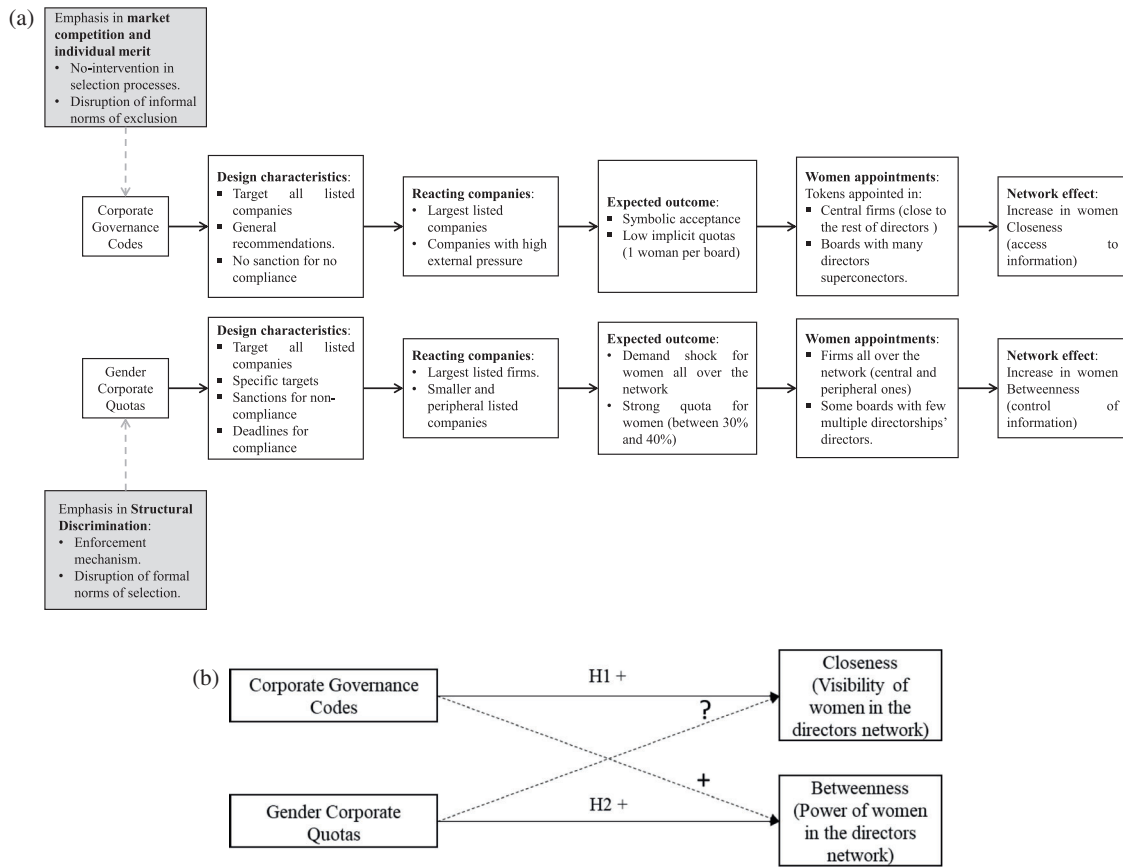 (a)
Emphasis in market
competition and
individual merit
• No-intervention in
selection processes.
• Disruption of informal
norms of exclusion
Corporate
Governance
Codes
Design characteristics:
▪ Target all listed
companies
▪ General
recommendations.
▪ No sanction for no
compliance
Reacting companies:
• Largest listed
companies
• Companies with high
external pressure
Expected outcome:
▪ Symbolic acceptance
▪ Low implicit quotas
(1 woman per board)
Women appointments:
Tokens appointed in:
▪ Central firms (close to
the rest of directors )
▪ Boards with many
directors
superconectors.
Network effect:
Increase in women
Closeness
(access to
information)
Gender
Corporate
Quotas
Design characteristics:
▪ Target all listed
companies
▪ Specific targets
▪ Sanctions for non-
compliance
▪ Deadlines for
compliance
Reacting companies:
• Largest listed firms.
• Smaller and
peripheral listed
companies
Expected outcome:
• Demand shock for
women all over the
network
• Strong quota for
women (between 30%
and 40%)
Women appointments:
▪ Firms all over the
network (central and
peripheral ones)
▪ Some boards with few
multiple directorships’
directors.
Network effect:
Increase in women
Betweenness
(control of
information)
Emphasis in Structural
Discrimination:
• Enforcement
mechanism.
• Disruption of formal
norms of selection.
(b)
Corporate Governance
Codes
H1 +
?
Closeness
(Visibility of
women in the
directors network)
Gender Corporate
Quotas
+
H2 +
Betweenness
(Power of women
in the directors
network)